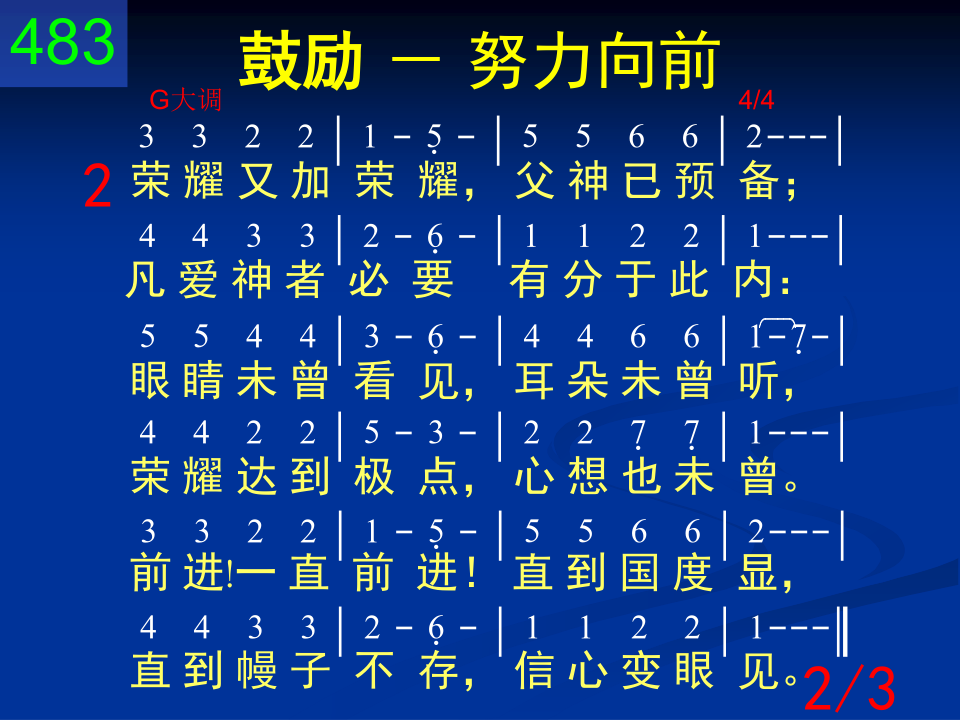 483
鼓励 － 努力向前
G大调 4/4
3 3 2 2 | 1 - 5̣ - | 5 5 6 6 | 2 - - - |
2 荣 耀 又 加 荣 耀， 父 神 已 预 备；
4 4 3 3 | 2 - 6̣ - | 1 1 2 2 | 1 - - - |
凡 爱 神 者 必 要 有 分 于 此 内：
5 5 4 4 | 3 - 6̣ - | 4 4 6 6 | 1 - 7̣ - |
眼 睛 未 曾 看 见， 耳 朵 未 曾 听，
4 4 2 2 | 5 - 3 - | 2 2 7̣ 7̣ | 1 - - - |
荣 耀 达 到 极 点， 心 想 也 未 曾。
3 3 2 2 | 1 - 5̣ - | 5 5 6 6 | 2 - - - |
前 进!一 直 前 进！ 直 到 国 度 显，
4 4 3 3 | 2 - 6̣ - | 1 1 2 2 | 1 - - - ‖
直 到 幔 子 不 存， 信 心 变 眼 见。
2/3